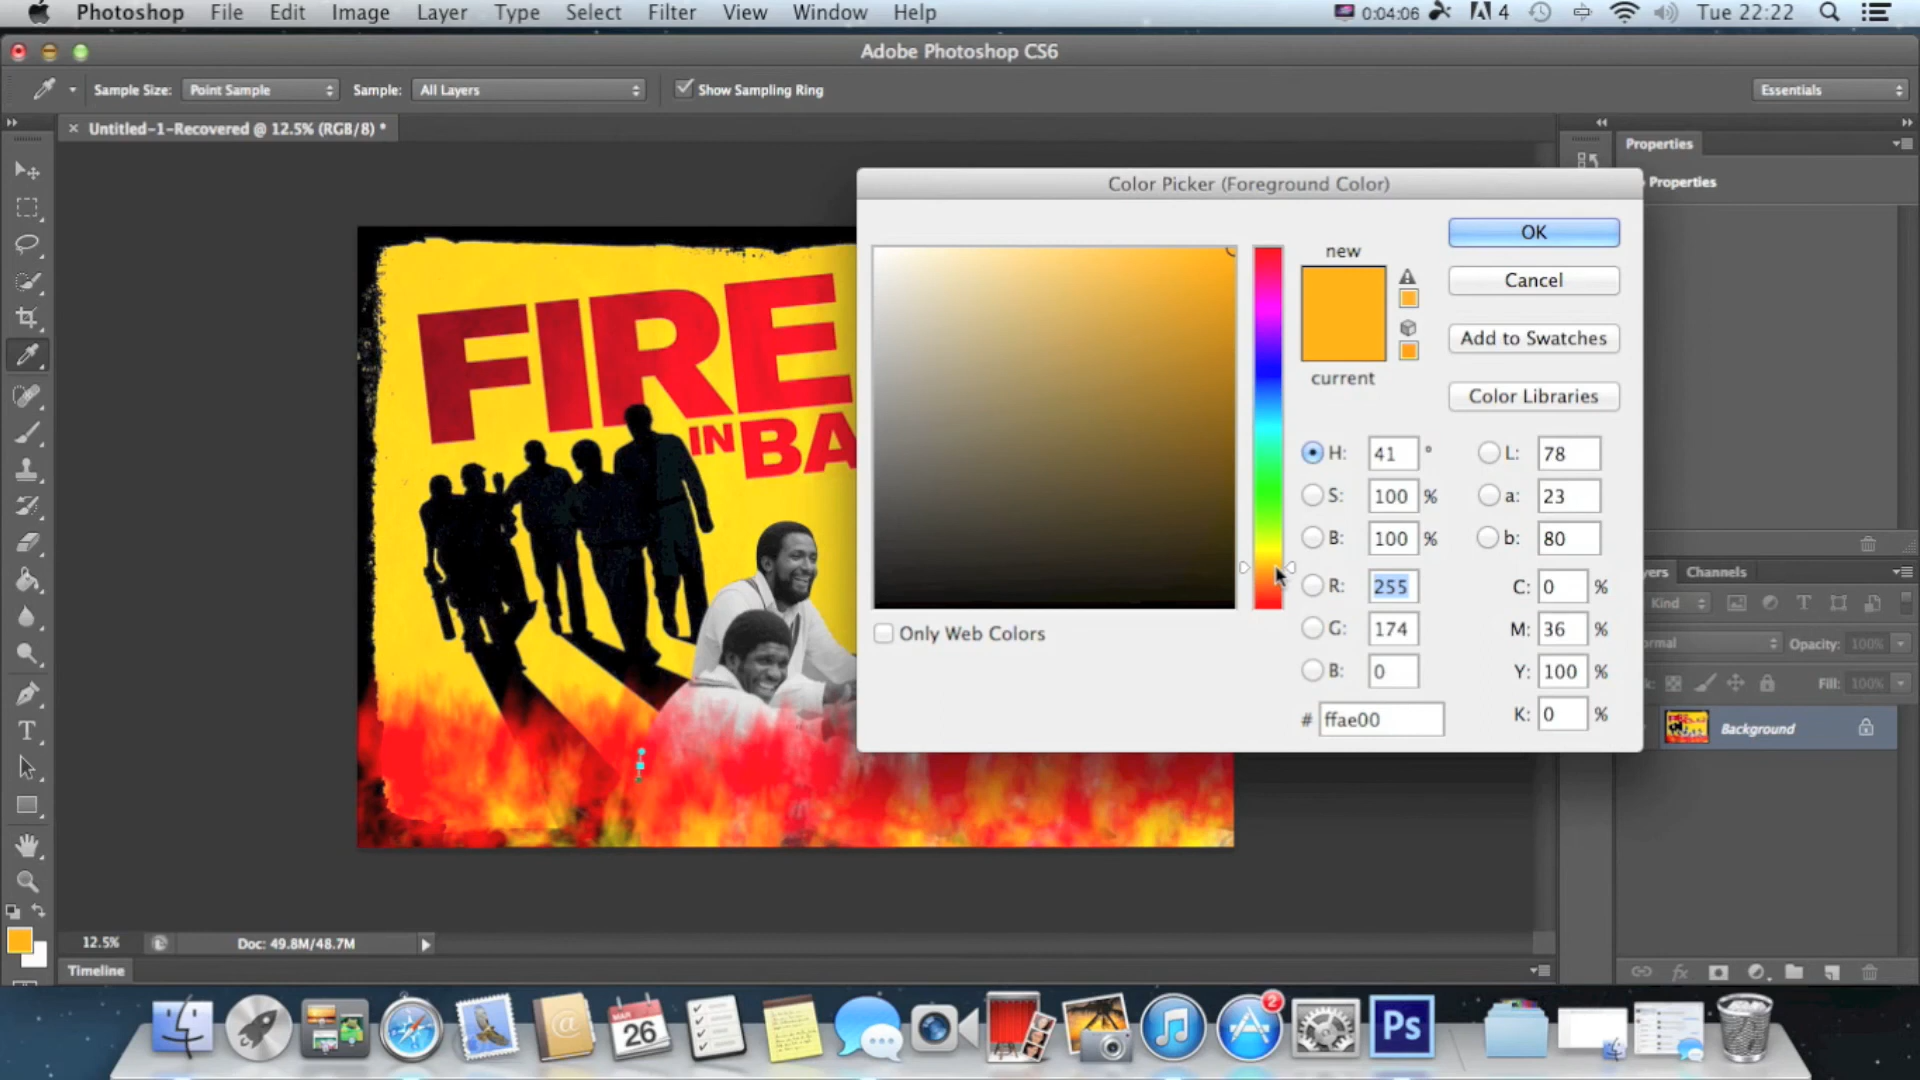 Photoshop File Edit Image Layer Type Select Filter View Window Help 0:04:06 4 Tue 22:22
Adobe Photoshop CS6
Sample Size: Point Sample Sample: All Layers Show Sampling Ring Essentials
Untitled-1-Recovered @ 12.5% (RGB/8) *
Properties
Properties
Color Picker (Foreground Color)
OK
new
Cancel
Add to Swatches
current
Color Libraries
H: 41 ° L: 78
S: 100 % a: 23
B: 100 % b: 80
R: 255 C: 0 %
G: 174 M: 36 %
B: 0 Y: 100 %
# ffae00 K: 0 %
Only Web Colors
FIRE
IN BA
Channels
Kind
Opacity: 100%
Fill: 100%
Background
12.5% Doc: 49.8M/48.7M
Timeline
MAR
26
@
2
Ps